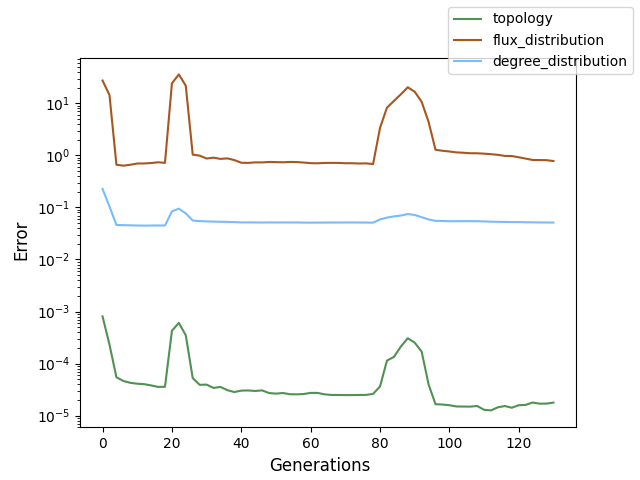 topology
flux_distribution
degree_distribution
10¹
10⁰
10⁻¹
10⁻²
10⁻³
10⁻⁴
10⁻⁵
Error
0 20 40 60 80 100 120
Generations